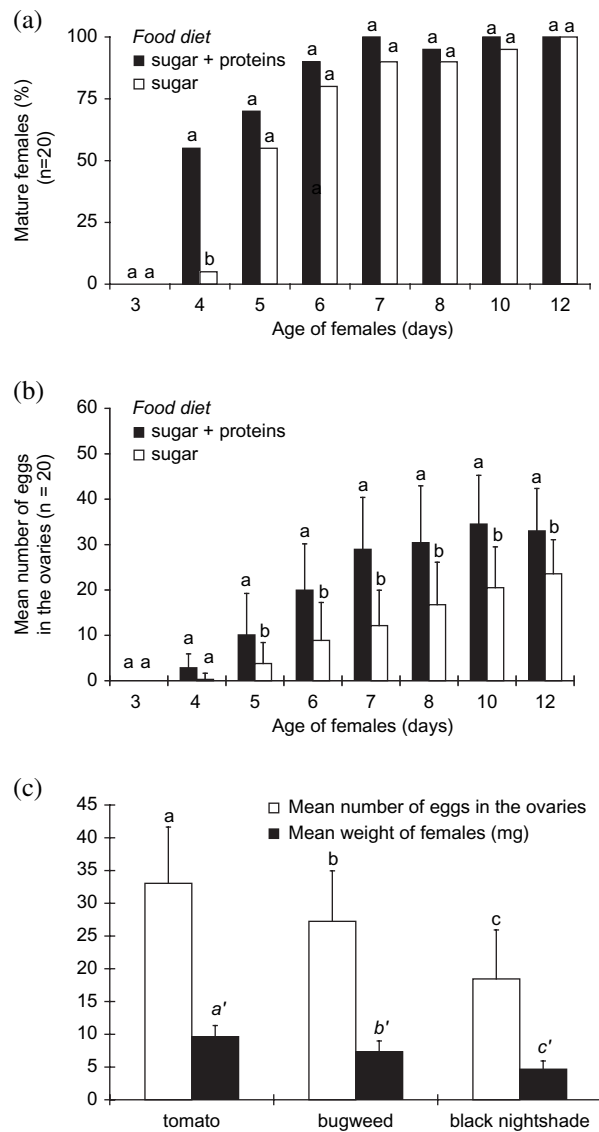 (a)
Food diet
sugar + proteins
sugar
Mature females (%)
(n=20)
100
75
50
25
0
a a
a b
a a
a a
a
a a
a a
a a
a a
3 4 5 6 7 8 10 12
Age of females (days)
(b)
Food diet
sugar + proteins
sugar
Mean number of eggs
in the ovaries (n = 20)
60
50
40
30
20
10
0
a a
a a
a b
a b
a b
a b
a b
a b
3 4 5 6 7 8 10 12
Age of females (days)
(c)
Mean number of eggs in the ovaries
Mean weight of females (mg)
45
40
35
30
25
20
15
10
5
0
a a'
b b'
c c'
tomato bugweed black nightshade